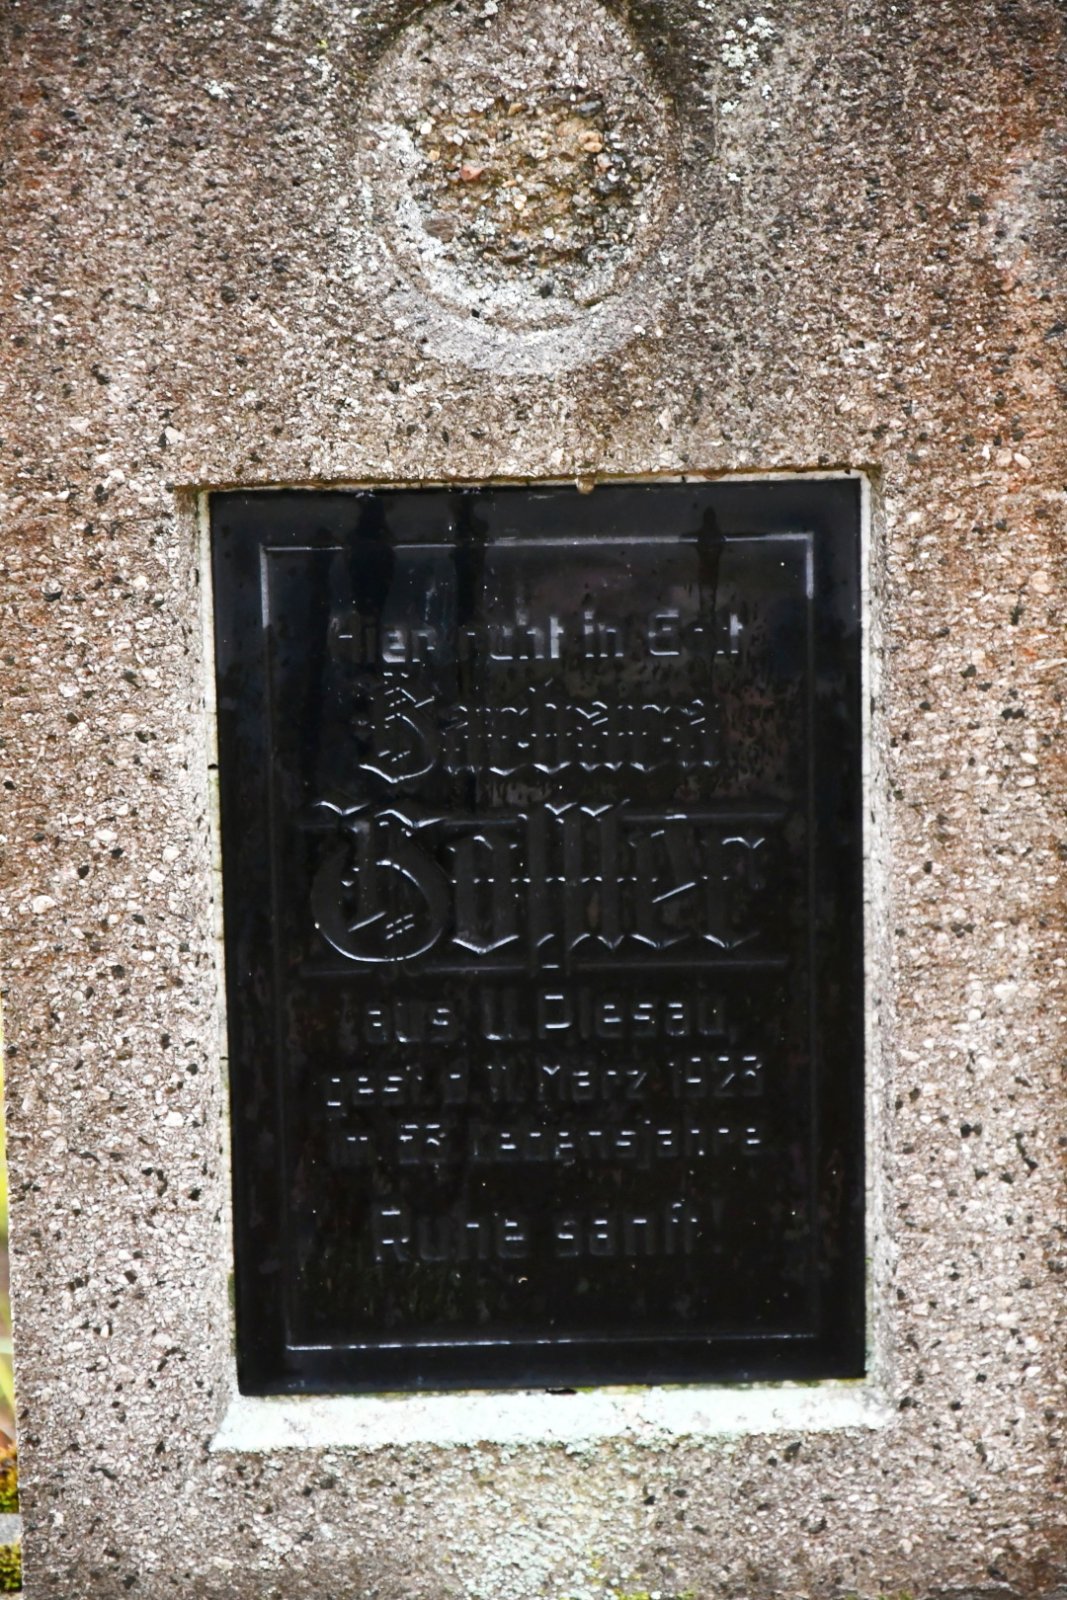 Hier ruht in Gott
aus U. Plesau,
gest. d. 11. März 1923
im 63. Lebensjahre.
Ruhe sanft!